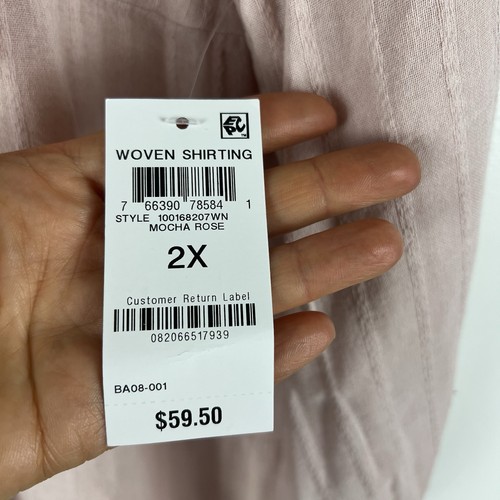 WOVEN SHIRTING
7 66390 78584 1
STYLE 100168207WN
MOCHA ROSE
2X
Customer Return Label
082066517939
BA08-001
$59.50